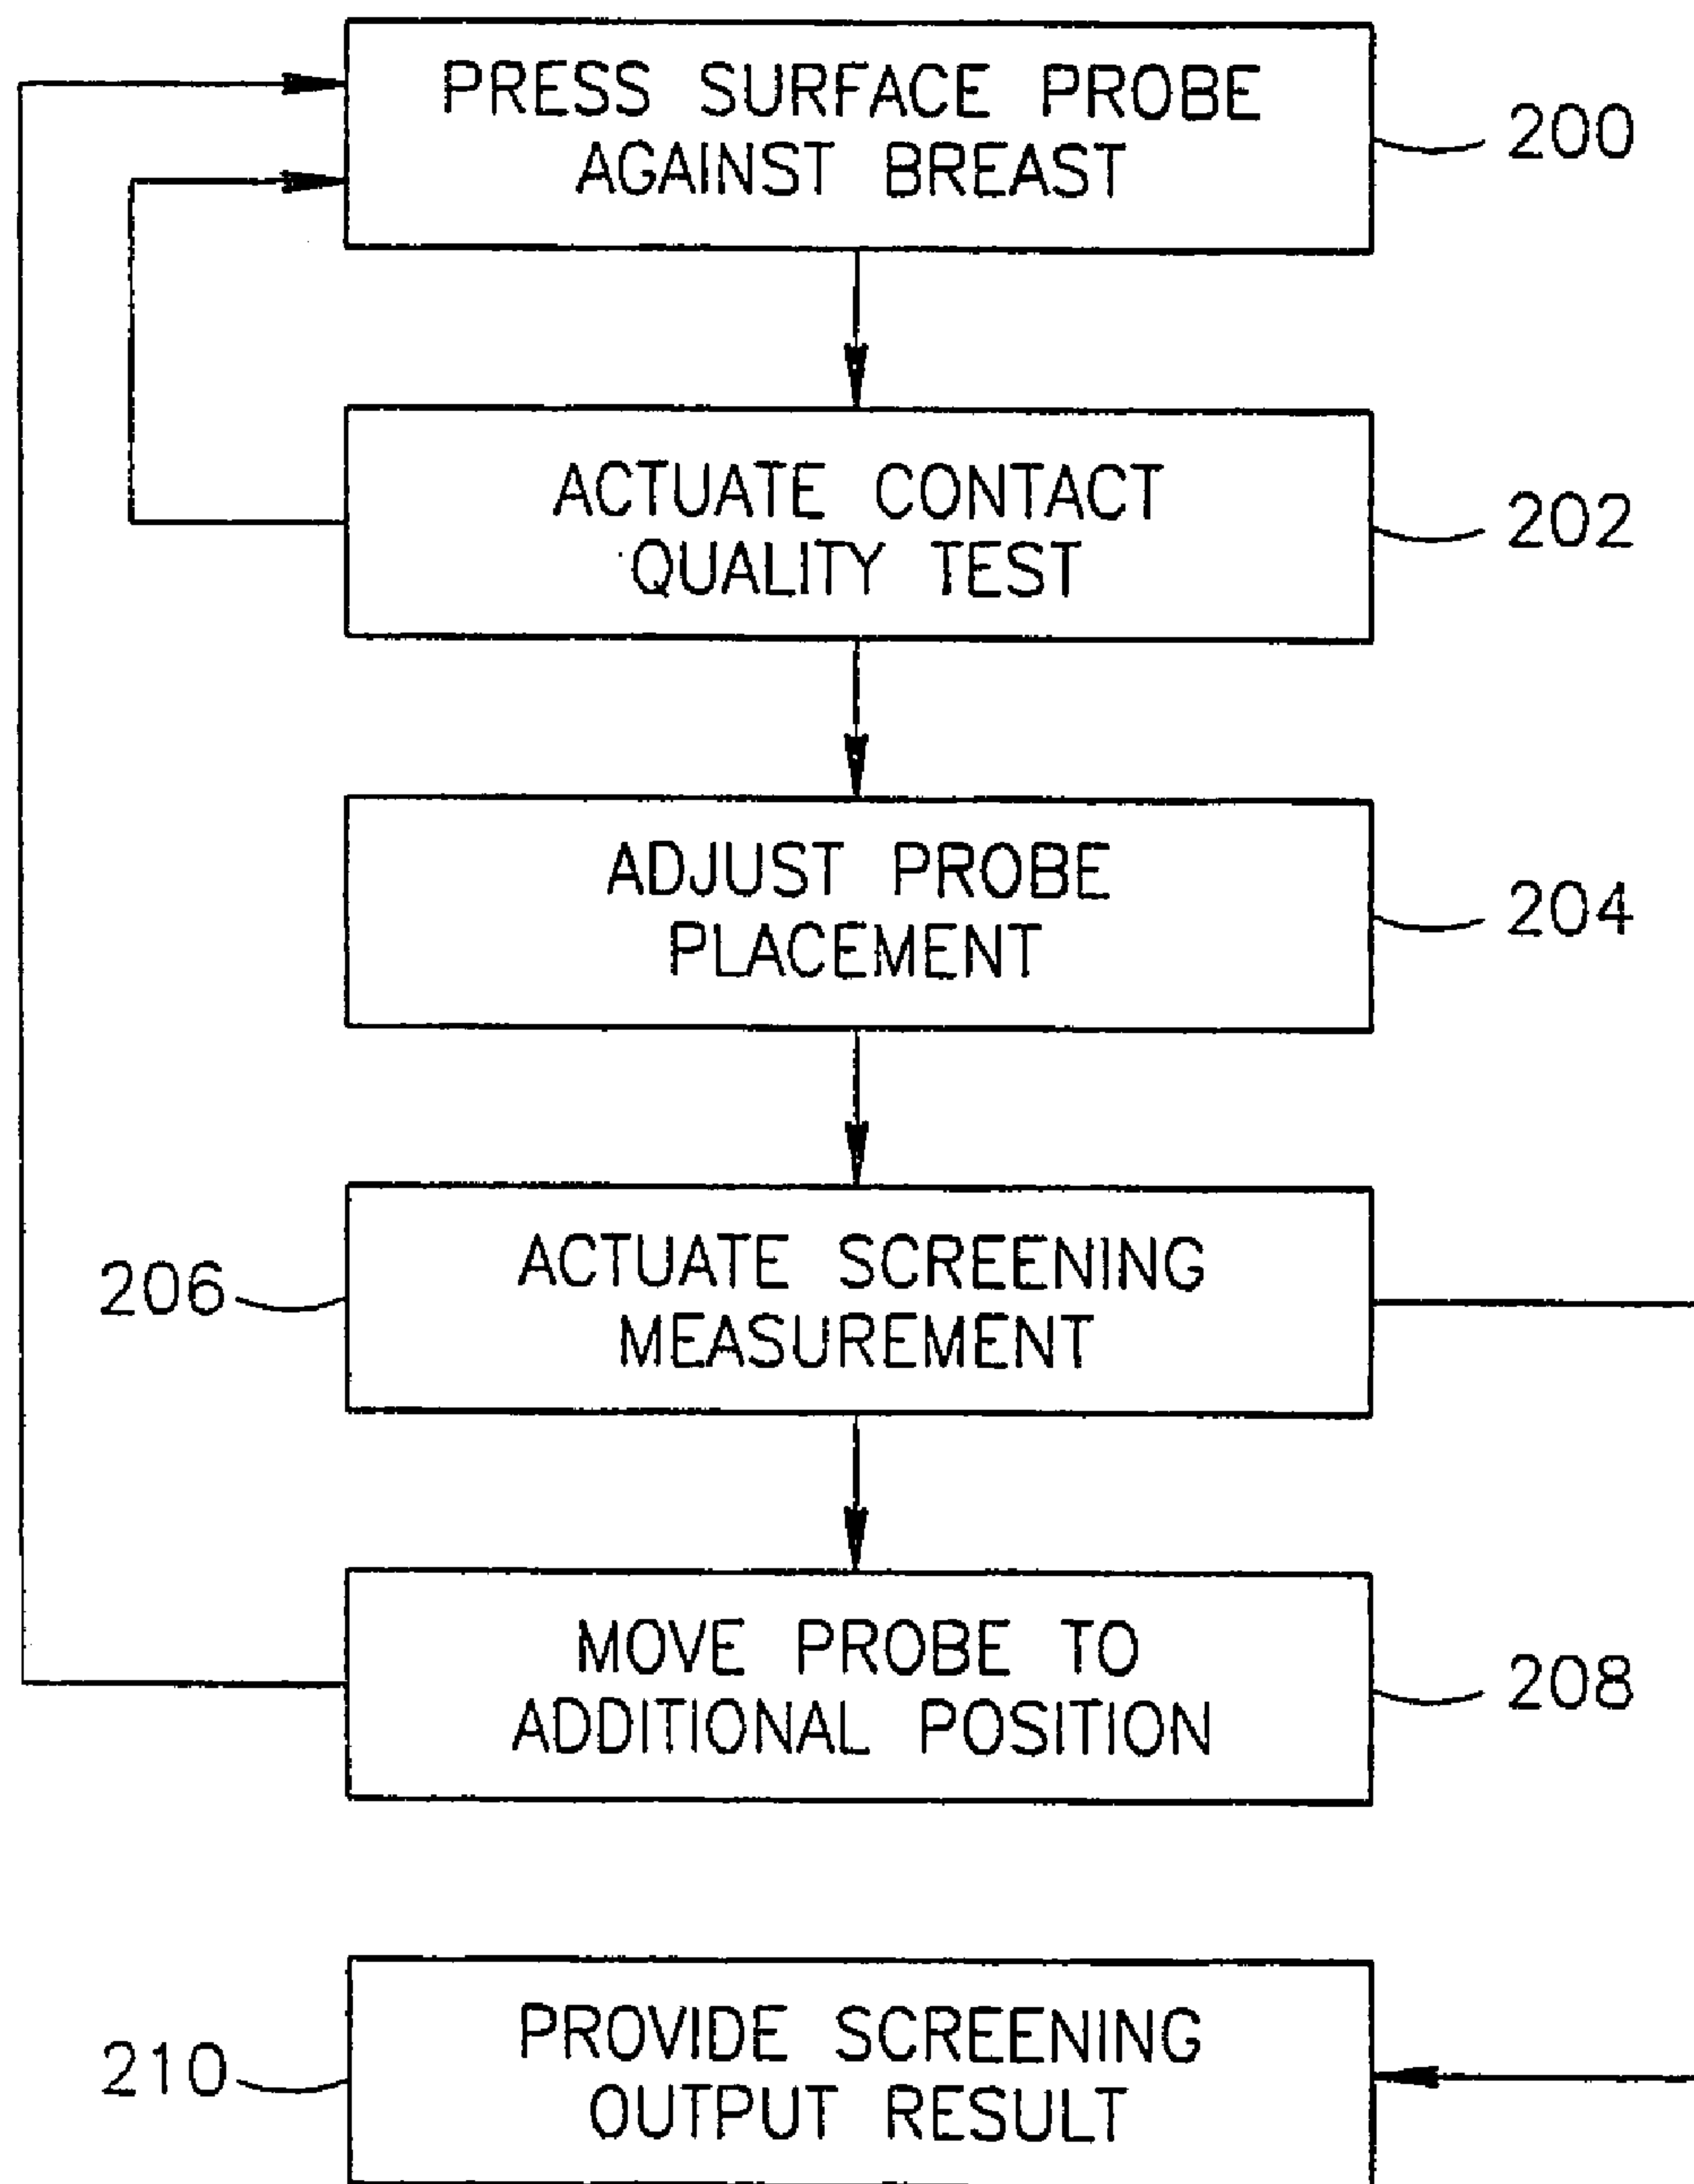 PRESS SURFACE PROBE
AGAINST BREAST
200
ACTUATE CONTACT
QUALITY TEST
202
ADJUST PROBE
PLACEMENT
204
206
ACTUATE SCREENING
MEASUREMENT
MOVE PROBE TO
ADDITIONAL POSITION
208
210
PROVIDE SCREENING
OUTPUT RESULT